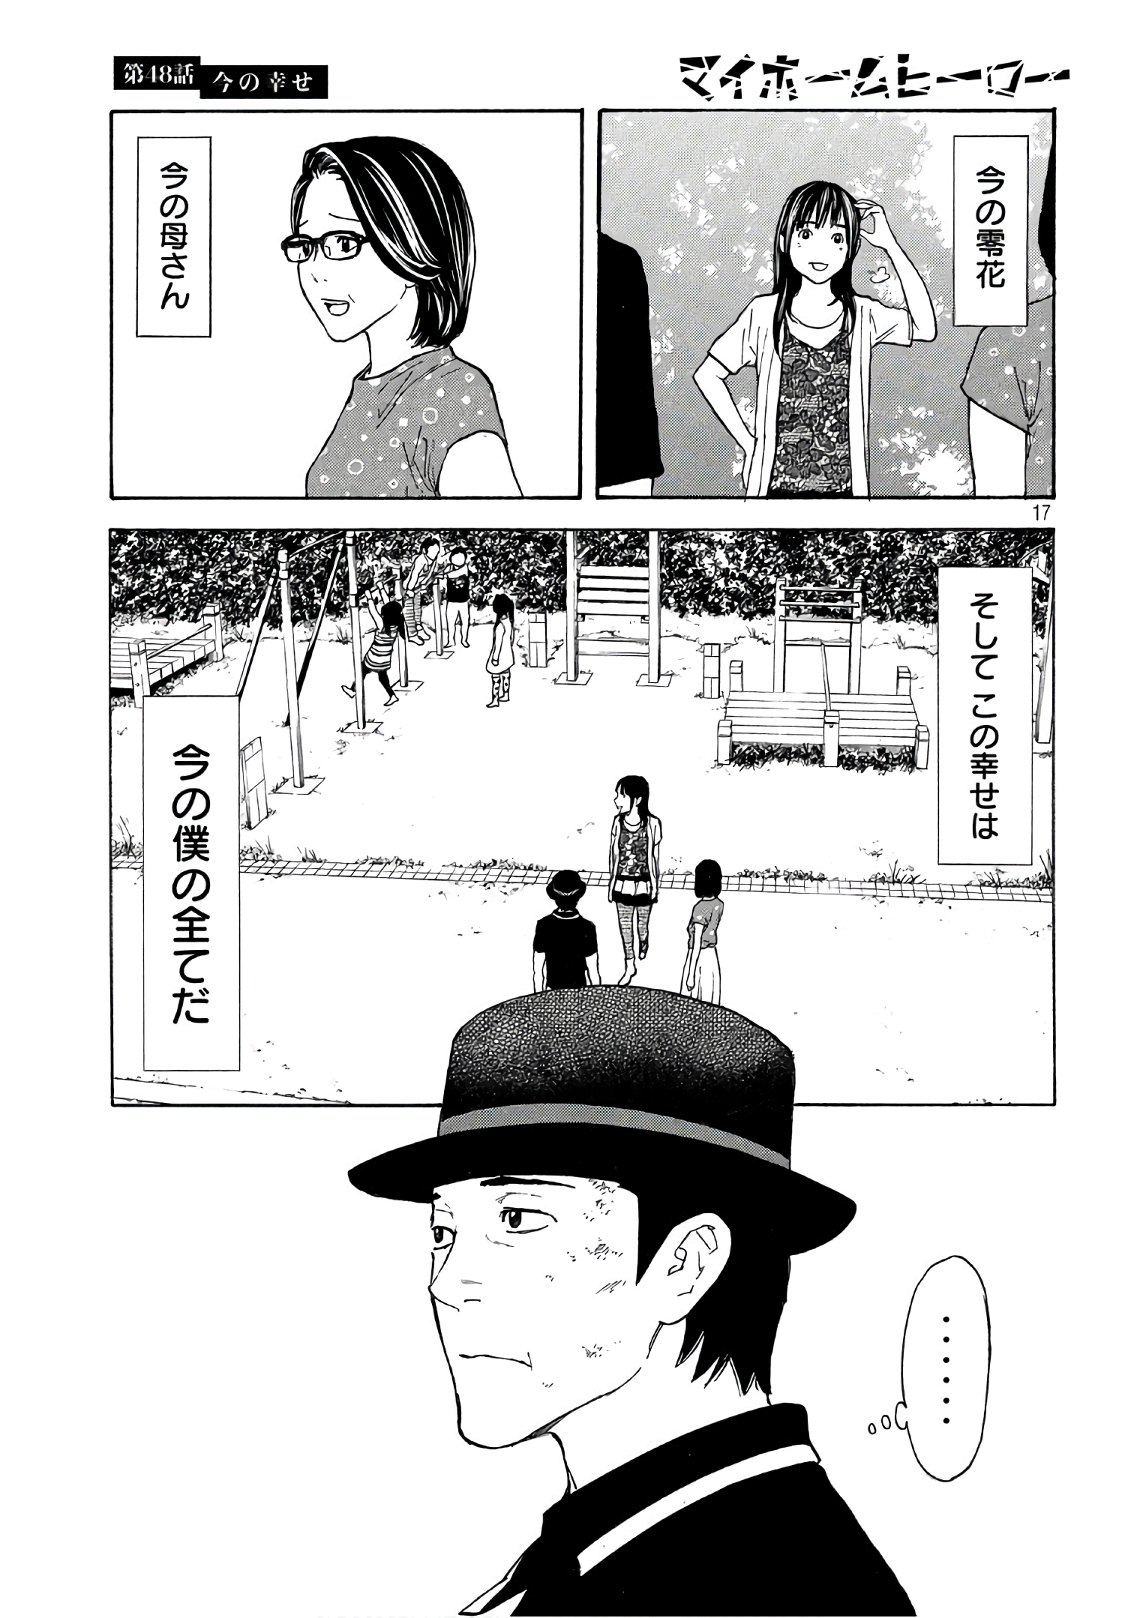 マイホームヒーロー
第48話 今の幸せ
今の零花
今の母さん
17
そして この幸せは
今の僕の全てだ
・・・・・・